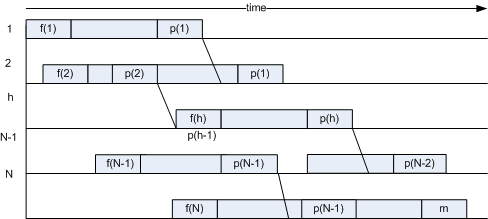 time
1 f(1) p(1)
2 f(2) p(2) p(1)
h f(h) p(h)
p(h-1)
N-1 f(N-1) p(N-1) p(N-2)
N f(N) p(N-1) m